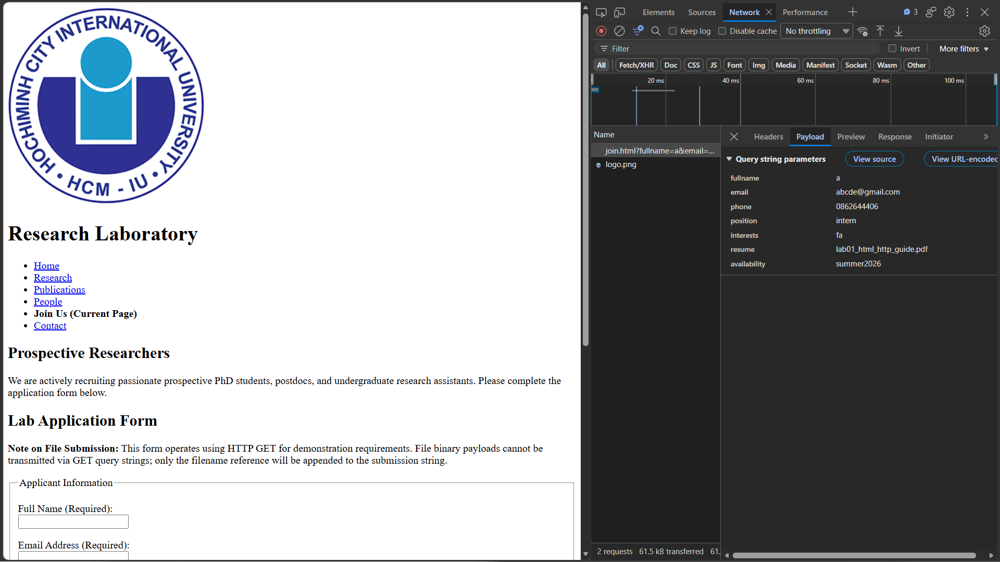 HOCHIMINH CITY INTERNATIONAL UNIVERSITY
• HCM - IU •
Research Laboratory
• Home
• Research
• Publications
• People
• Join Us (Current Page)
• Contact
Prospective Researchers
We are actively recruiting passionate prospective PhD students, postdocs, and undergraduate research assistants. Please complete the
application form below.
Lab Application Form
Note on File Submission: This form operates using HTTP GET for demonstration requirements. File binary payloads cannot be
transmitted via GET query strings; only the filename reference will be appended to the submission string.
Applicant Information
Full Name (Required):
Email Address (Required):
Elements Sources Network Performance 3
Keep log Disable cache No throttling
Filter Invert More filters
All Fetch/XHR Doc CSS JS Font Img Media Manifest Socket Wasm Other
20 ms 40 ms 60 ms 80 ms 100 ms
Name
join.html?fullname=a&email=...
logo.png
Headers Payload Preview Response Initiator
Query string parameters View source View URL-encoded
fullname a
email abcde@gmail.com
phone 0862644406
position intern
interests fa
resume lab01_html_http_guide.pdf
availability summer2026
2 requests 61.5 kB transferred 61.